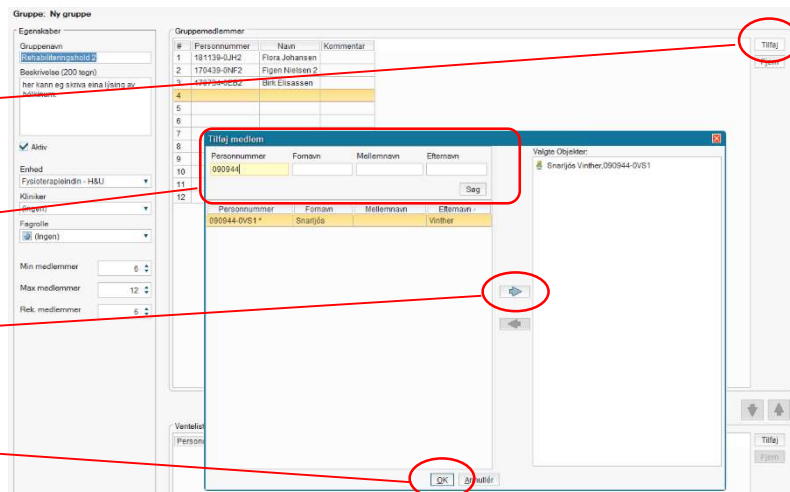 Gruppe: Ny gruppe
Egenskaber
Gruppenavn
Rehabiliteringshold 2
Beskrivelse (200 tegn)
her kann eg skriva eina lýsing av
bólkinum.
Aktiv
Enhed
Fysioterapieindin - H&U
Kliniker
(Ingen)
Fagrolle
(Ingen)
Min medlemmer 6
Max medlemmer 12
Rek. medlemmer 6
Gruppemedlemmer
# Personnummer Navn Kommentar
1 181139-0JH2 Flora Johansen
2 170439-0NF2 Figen Nielsen 2
3 Birk Elisassen
4
5
6
7
8
9
10
11
12
Tilføj
Fjern
Tilføj medlem
Personnummer Fornavn Mellemnavn Efternavn
090944
Søg
Personnummer Fornavn Mellemnavn Efternavn
090944-0VS1 * Snarljós Vinther
Valgte Objekter:
Snarljós Vinther,090944-0VS1
OK Annullér
Ventelist
Person
Tilføj
Fjern